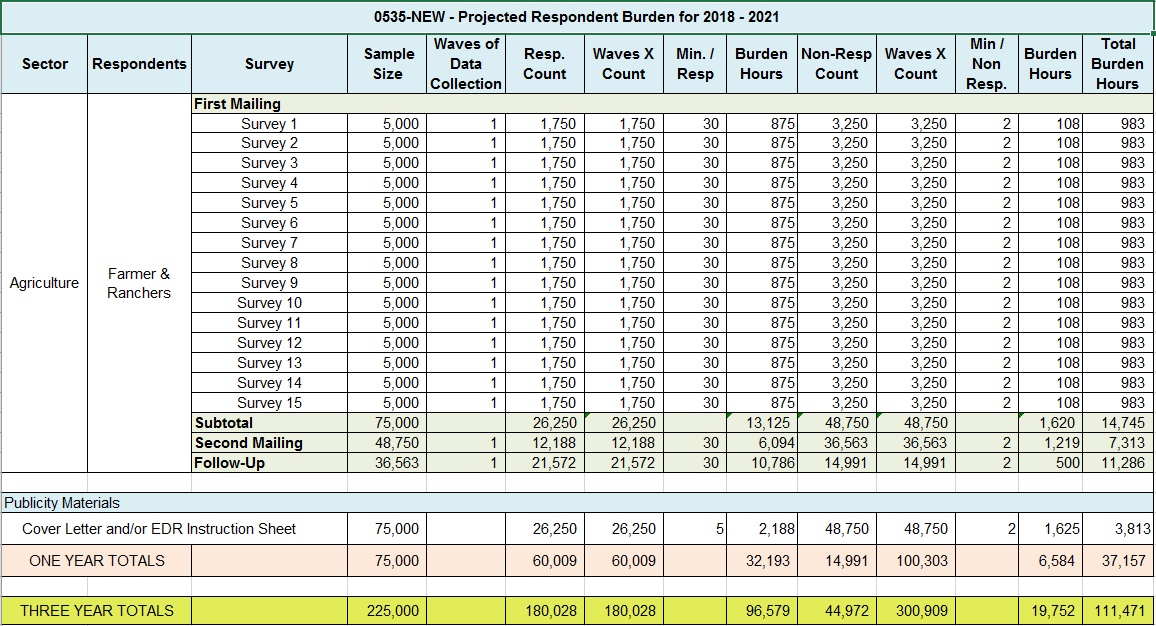 0535-NEW - Projected Respondent Burden for 2018 - 2021
Sector Respondents Survey Sample Size Waves of Data Collection Resp. Count Waves X Count Min. / Resp Burden Hours Non-Resp Count Waves X Count Min / Non Resp. Burden Hours Total Burden Hours
First Mailing
Survey 1 5,000 1 1,750 1,750 30 875 3,250 3,250 2 108 983
Survey 2 5,000 1 1,750 1,750 30 875 3,250 3,250 2 108 983
Survey 3 5,000 1 1,750 1,750 30 875 3,250 3,250 2 108 983
Survey 4 5,000 1 1,750 1,750 30 875 3,250 3,250 2 108 983
Survey 5 5,000 1 1,750 1,750 30 875 3,250 3,250 2 108 983
Survey 6 5,000 1 1,750 1,750 30 875 3,250 3,250 2 108 983
Survey 7 5,000 1 1,750 1,750 30 875 3,250 3,250 2 108 983
Survey 8 5,000 1 1,750 1,750 30 875 3,250 3,250 2 108 983
Agriculture Farmer & Ranchers Survey 9 5,000 1 1,750 1,750 30 875 3,250 3,250 2 108 983
Survey 10 5,000 1 1,750 1,750 30 875 3,250 3,250 2 108 983
Survey 11 5,000 1 1,750 1,750 30 875 3,250 3,250 2 108 983
Survey 12 5,000 1 1,750 1,750 30 875 3,250 3,250 2 108 983
Survey 13 5,000 1 1,750 1,750 30 875 3,250 3,250 2 108 983
Survey 14 5,000 1 1,750 1,750 30 875 3,250 3,250 2 108 983
Survey 15 5,000 1 1,750 1,750 30 875 3,250 3,250 2 108 983
Subtotal 75,000 26,250 26,250 13,125 48,750 48,750 1,620 14,745
Second Mailing 48,750 1 12,188 12,188 30 6,094 36,563 36,563 2 1,219 7,313
Follow-Up 36,563 1 21,572 21,572 30 10,786 14,991 14,991 2 500 11,286
Publicity Materials
Cover Letter and/or EDR Instruction Sheet 75,000 26,250 26,250 5 2,188 48,750 48,750 2 1,625 3,813
ONE YEAR TOTALS 75,000 60,009 60,009 32,193 14,991 100,303 6,584 37,157
THREE YEAR TOTALS 225,000 180,028 180,028 96,579 44,972 300,909 19,752 111,471